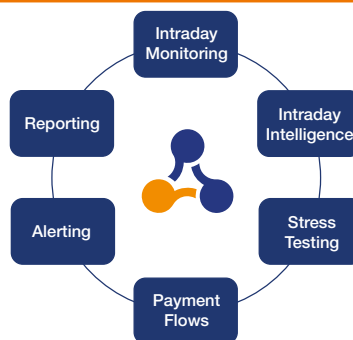 Intraday
Monitoring
Intraday
Intelligence
Stress
Testing
Payment
Flows
Alerting
Reporting